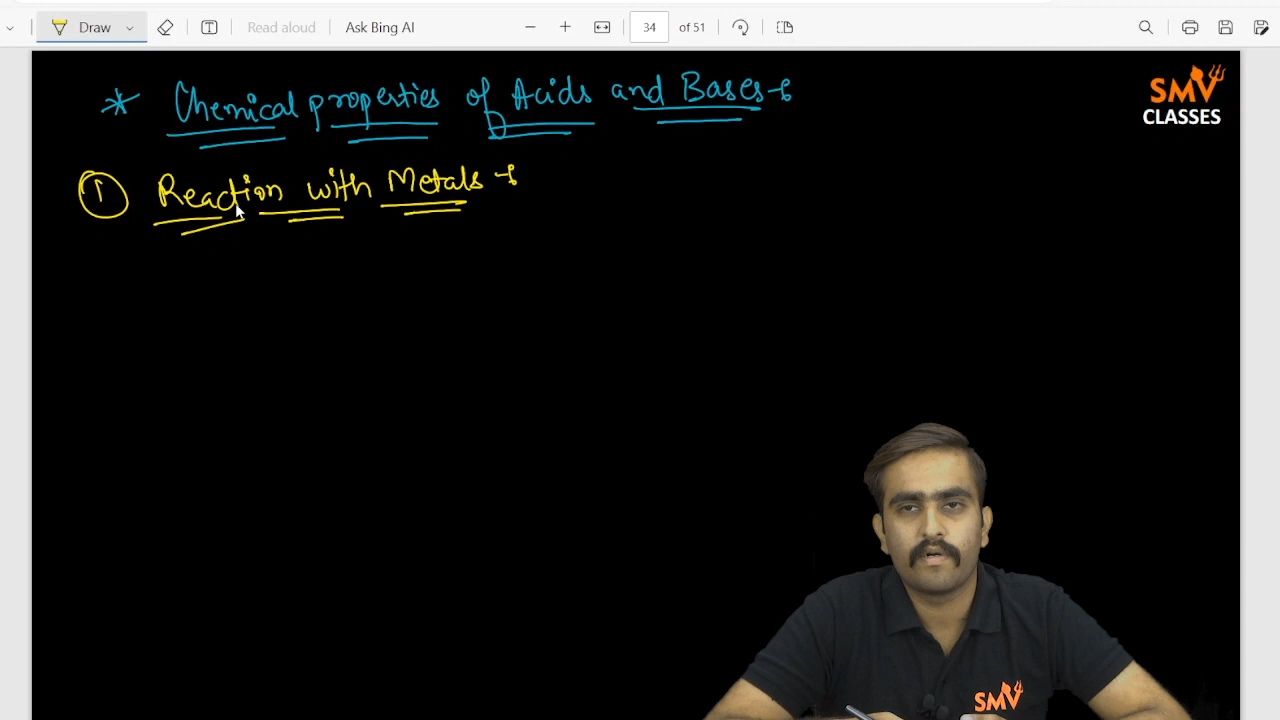 Draw
Read aloud
Ask Bing AI
34
of 51
* Chemical properties of Acids and Bases :-
SMV
CLASSES
① Reaction with Metals :-
SMV